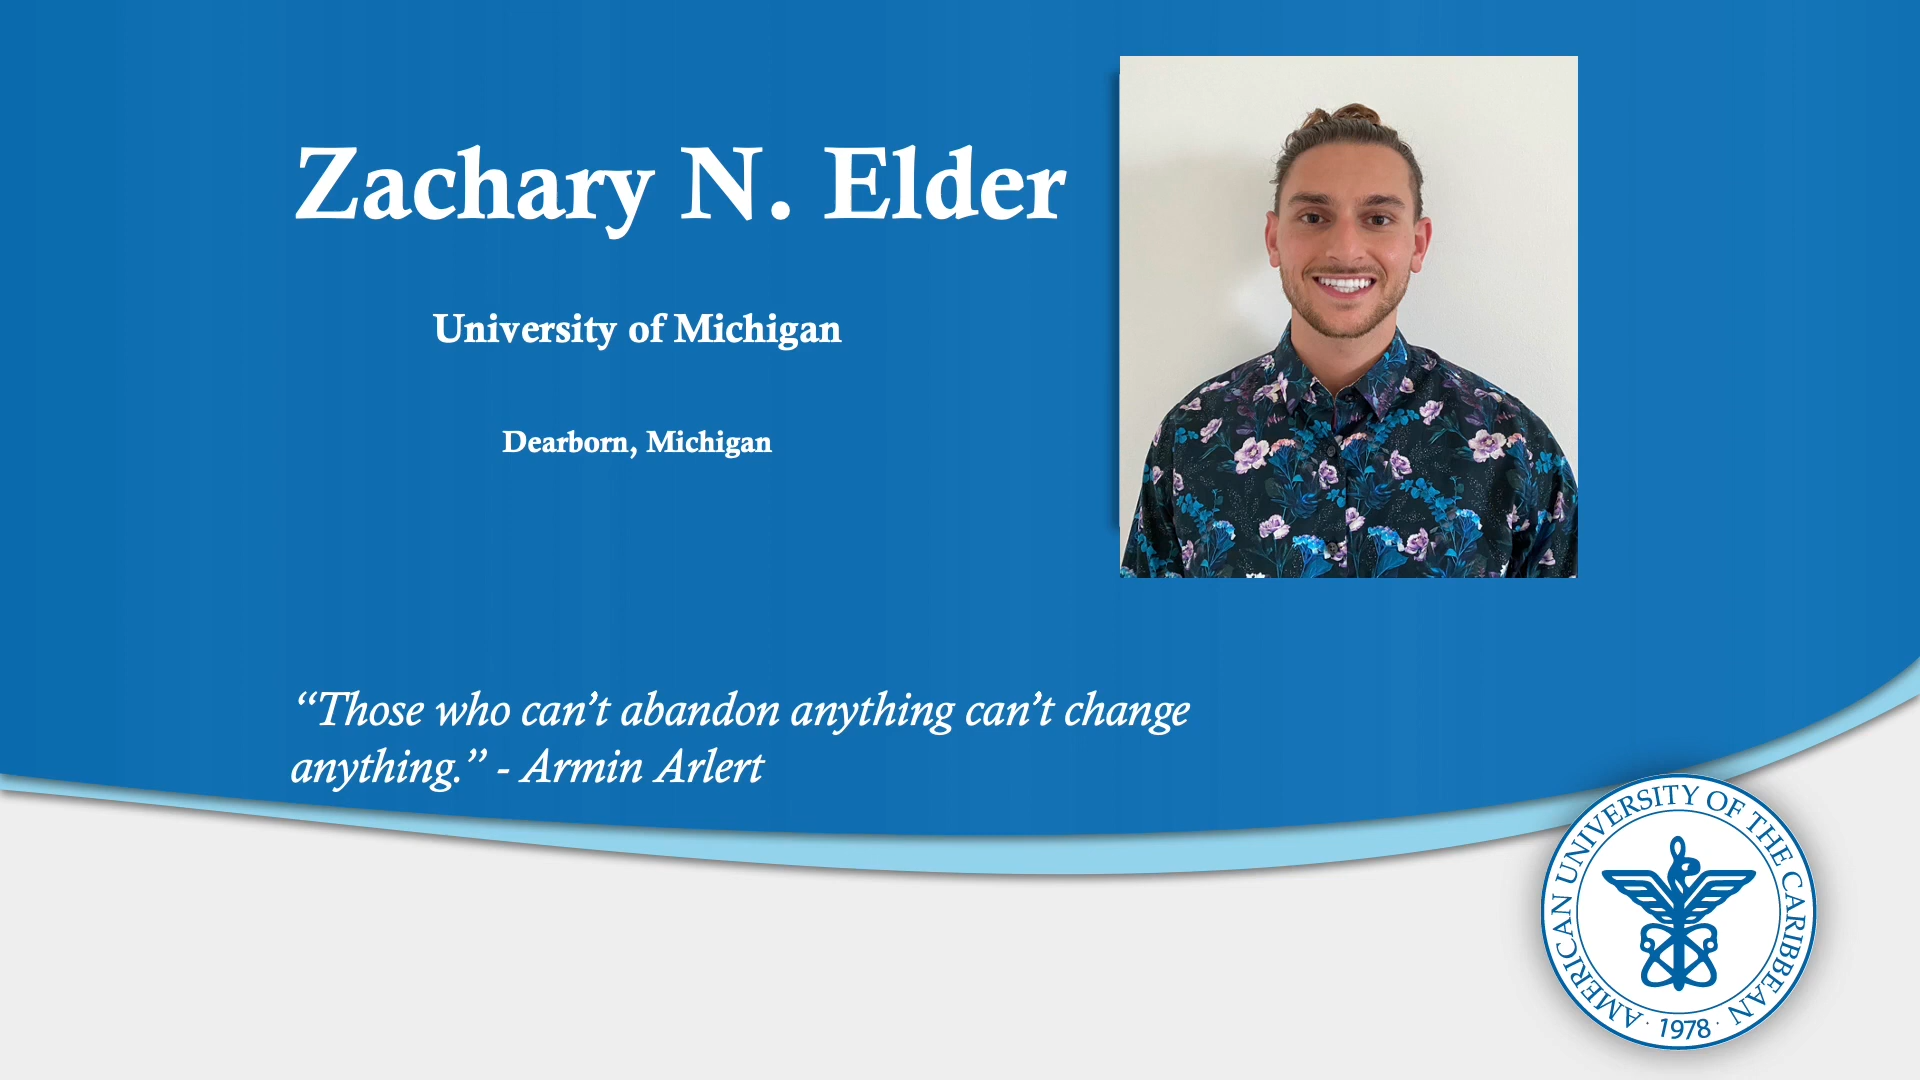 Zachary N. Elder
University of Michigan
Dearborn, Michigan
“Those who can’t abandon anything can’t change
anything.” - Armin Arlert
AMERICAN UNIVERSITY OF THE CARIBBEAN
· 1978 ·